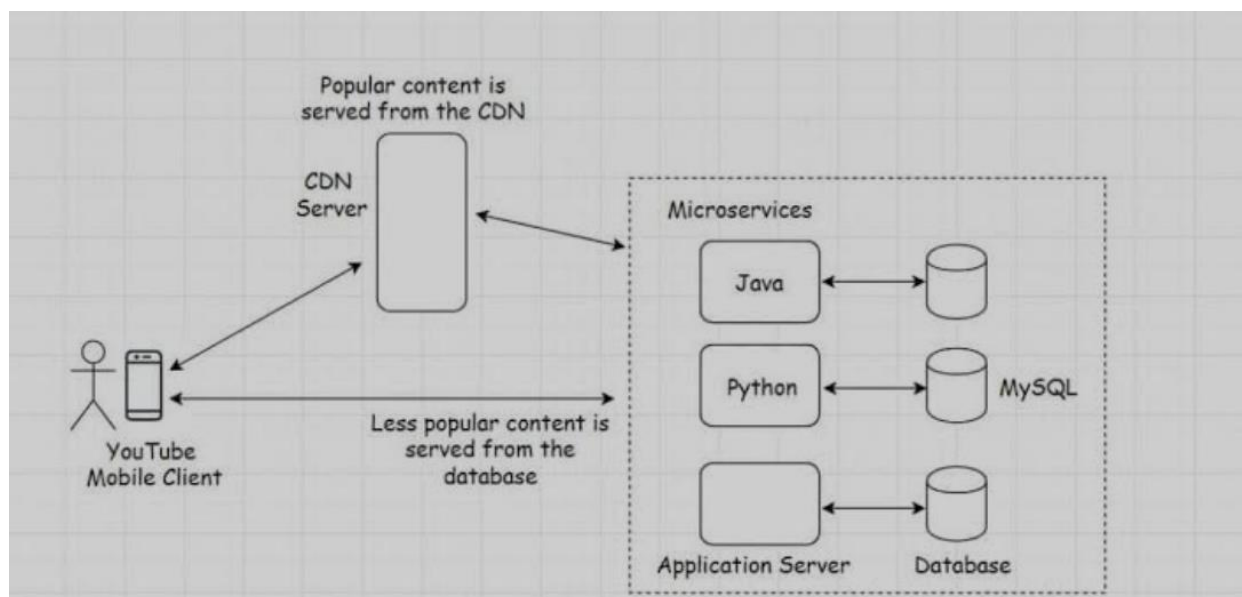 Popular content is
served from the CDN
CDN
Server
Microservices
Java
Python
MySQL
Less popular content is
served from the
database
YouTube
Mobile Client
Application Server
Database